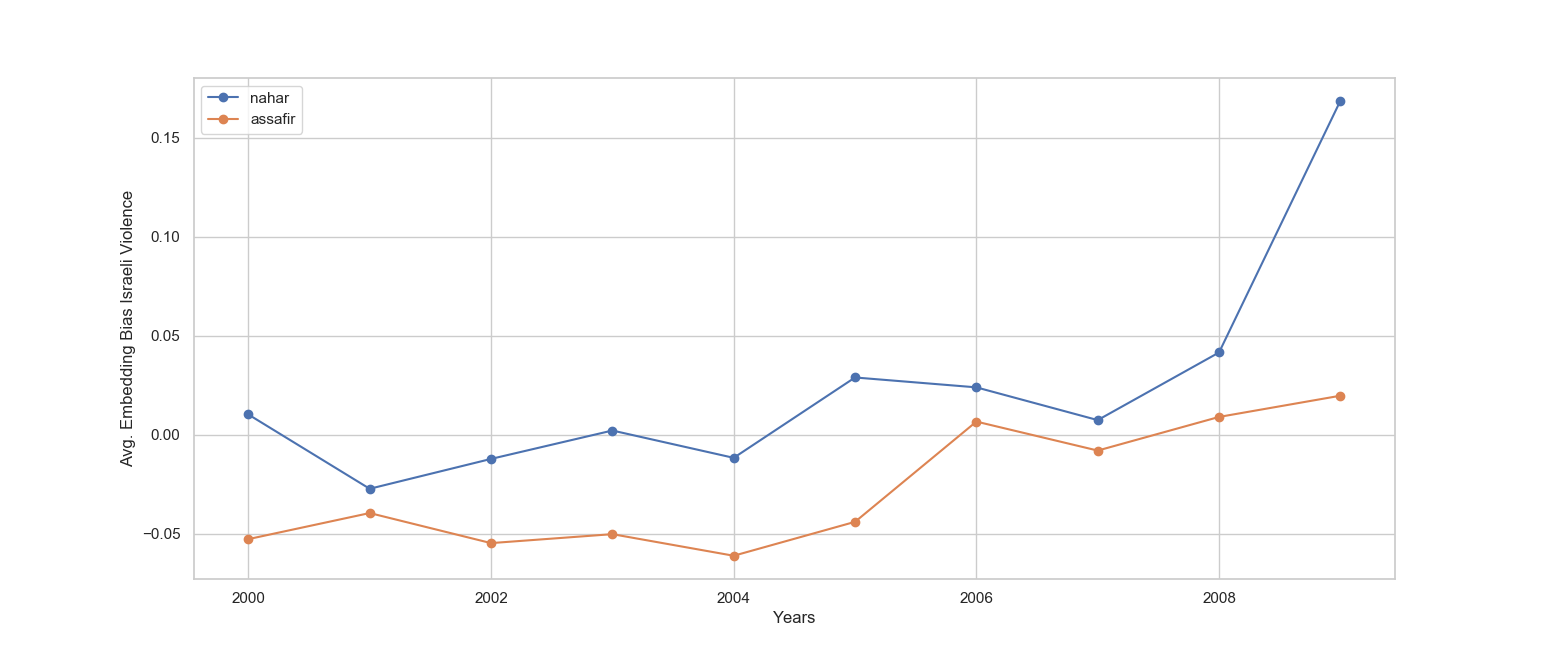 nahar
assafir
0.15
0.10
0.05
0.00
−0.05
Avg. Embedding Bias Israeli Violence
2000
2002
2004
2006
2008
Years